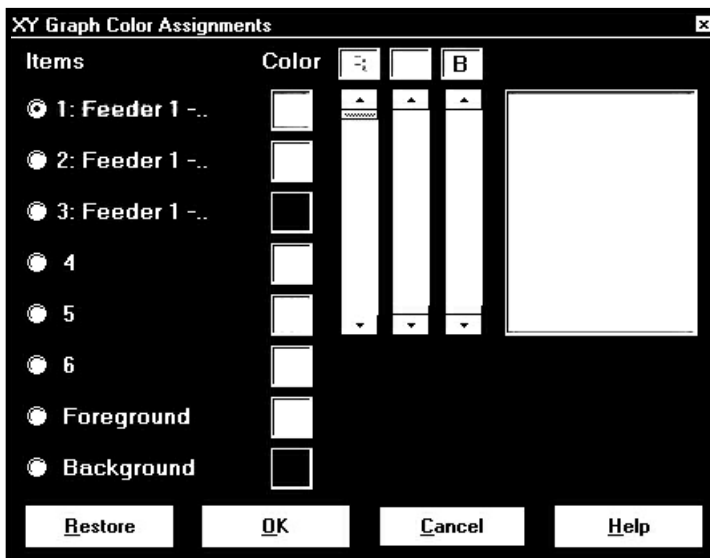 XY Graph Color Assignments
Items Color B
1: Feeder 1 -..
2: Feeder 1 -..
3: Feeder 1 -..
4
5
6
Foreground
Background
Restore OK Cancel Help